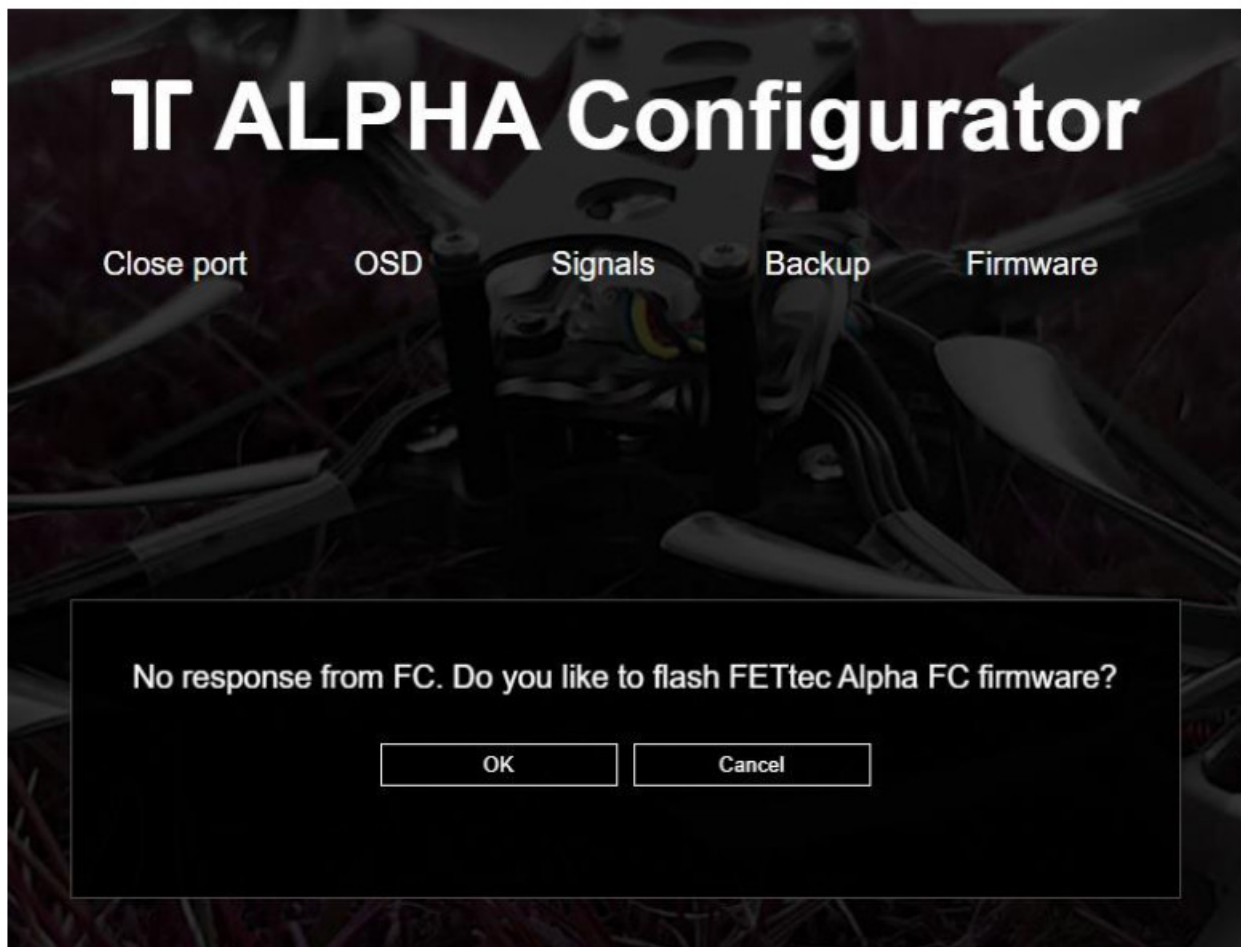 ALPHA Configurator
Close port OSD Signals Backup Firmware
No response from FC. Do you like to flash FETtec Alpha FC firmware?
OK Cancel